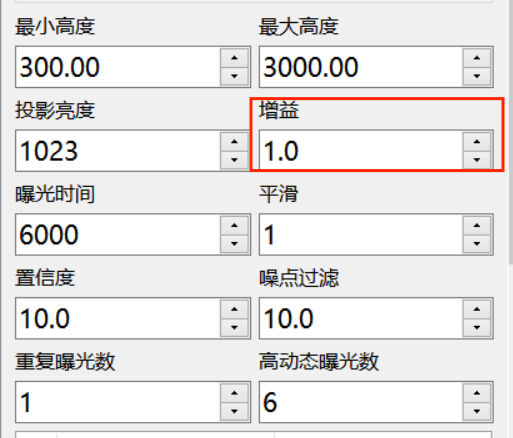 最小高度 最大高度
300.00 3000.00
投影亮度 增益
1023 1.0
曝光时间 平滑
6000 1
置信度 噪点过滤
10.0 10.0
重复曝光数 高动态曝光数
1 6